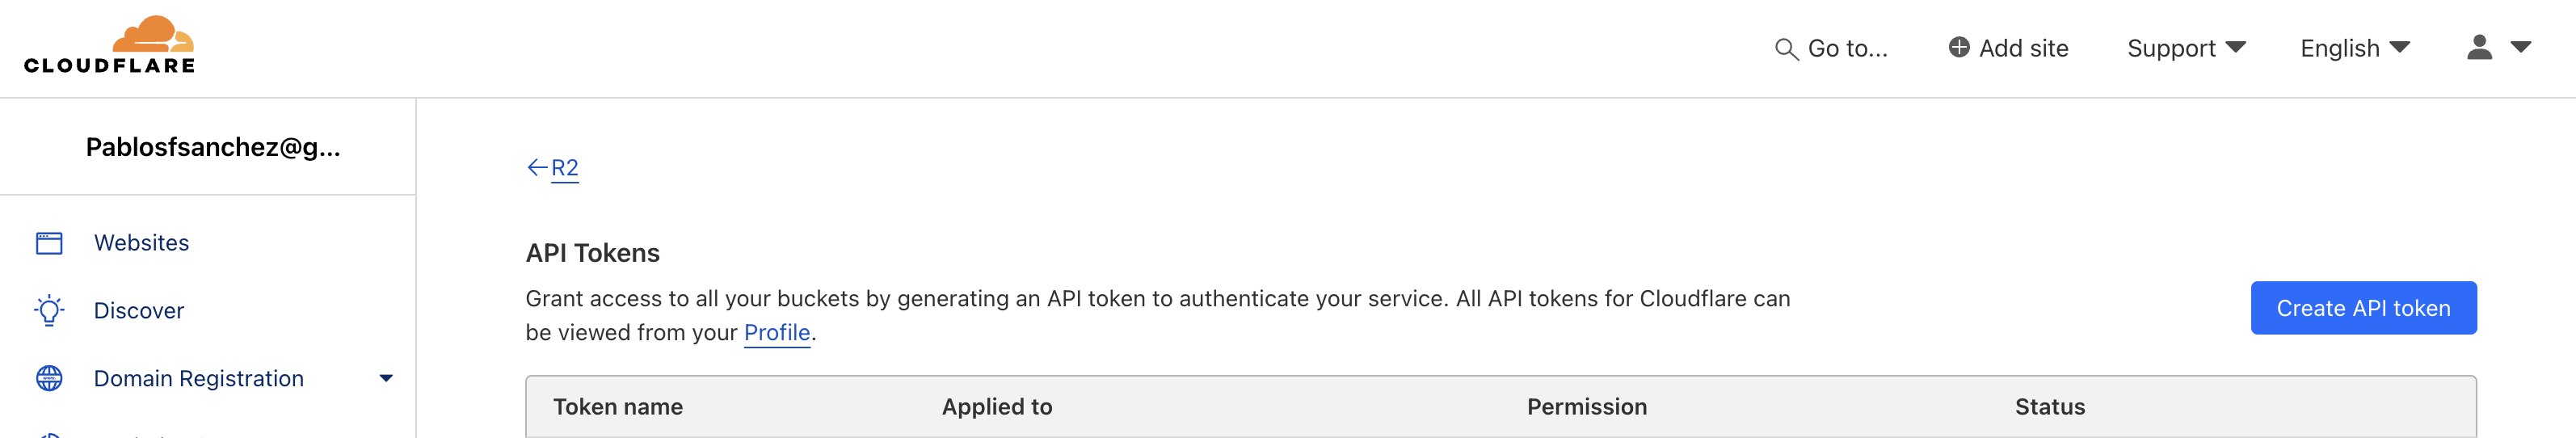 CLOUDFLARE
Go to...
Add site
Support
English
Pablosfsanchez@g...
Websites
Discover
Domain Registration
R2
API Tokens
Grant access to all your buckets by generating an API token to authenticate your service. All API tokens for Cloudflare can
be viewed from your Profile.
Create API token
Token name Applied to Permission Status